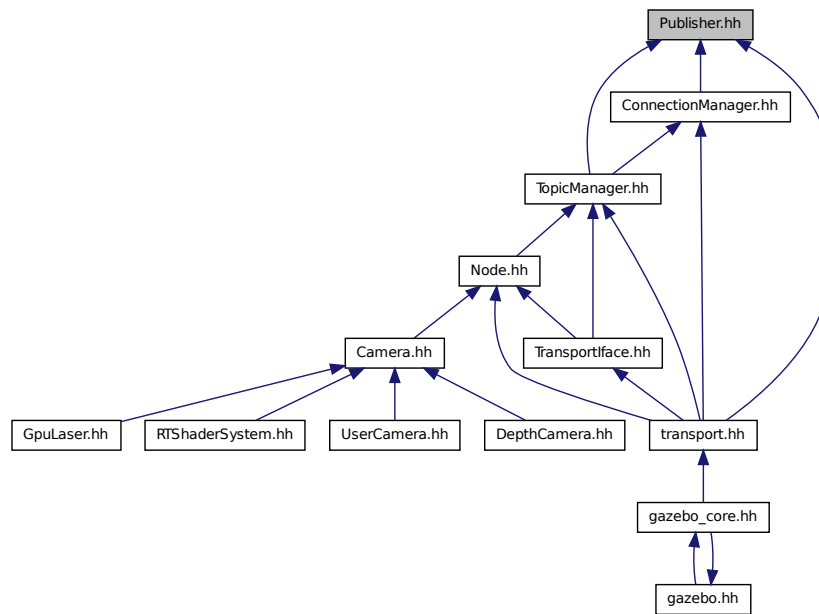 Publisher.hh
ConnectionManager.hh
TopicManager.hh
Node.hh
Camera.hh
TransportIface.hh
GpuLaser.hh
RTShaderSystem.hh
UserCamera.hh
DepthCamera.hh
transport.hh
gazebo_core.hh
gazebo.hh